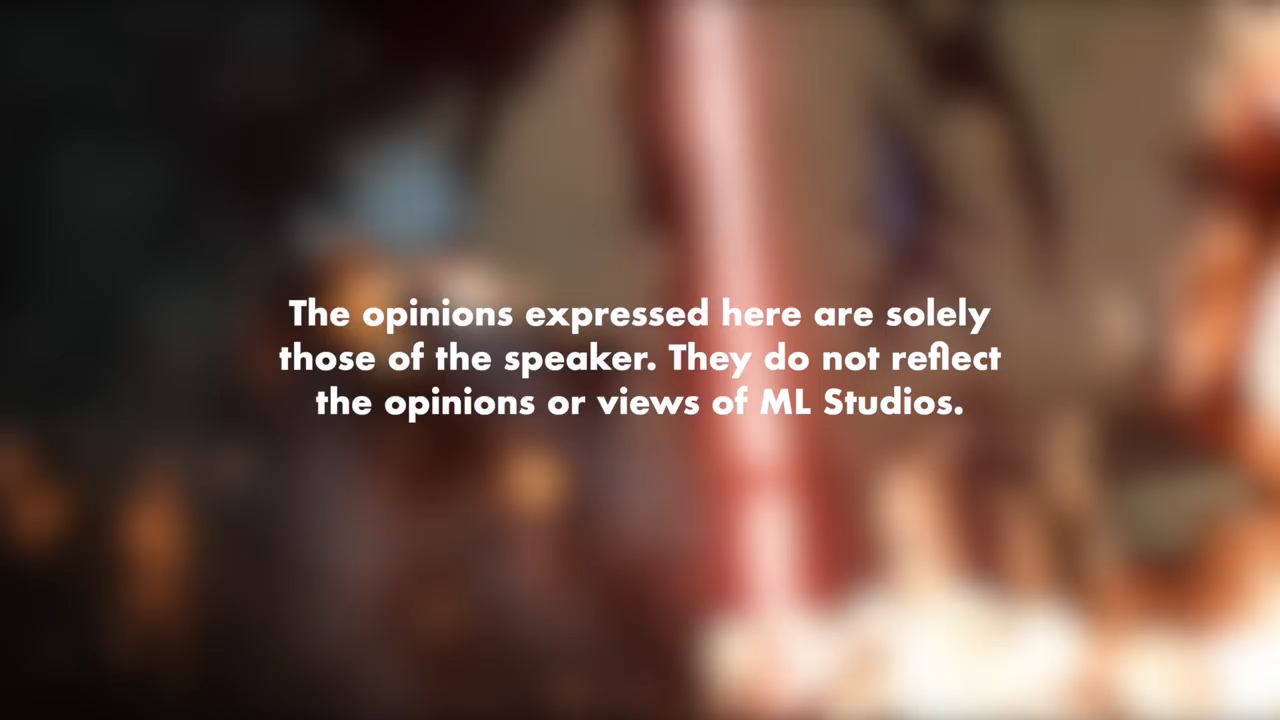 The opinions expressed here are solely
those of the speaker. They do not reflect
the opinions or views of ML Studios.